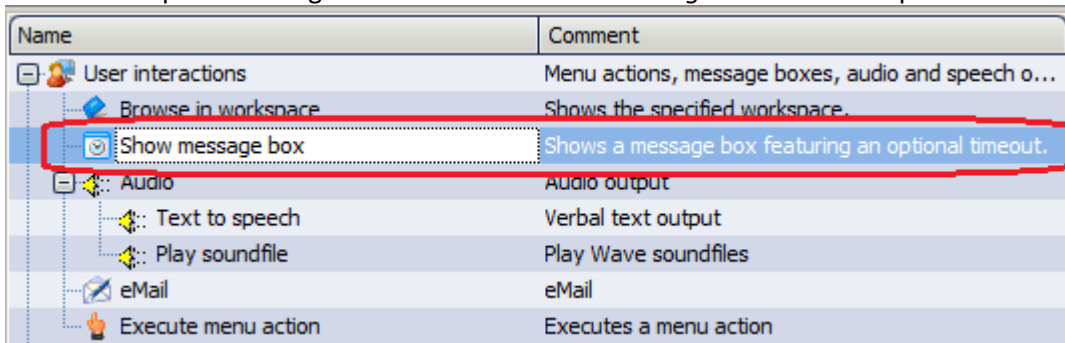 Name Comment
User interactions Menu actions, message boxes, audio and speech o...
Browse in workspace Shows the specified workspace.
Show message box Shows a message box featuring an optional timeout.
Audio Audio output
Text to speech Verbal text output
Play soundfile Play Wave soundfiles
eMail eMail
Execute menu action Executes a menu action